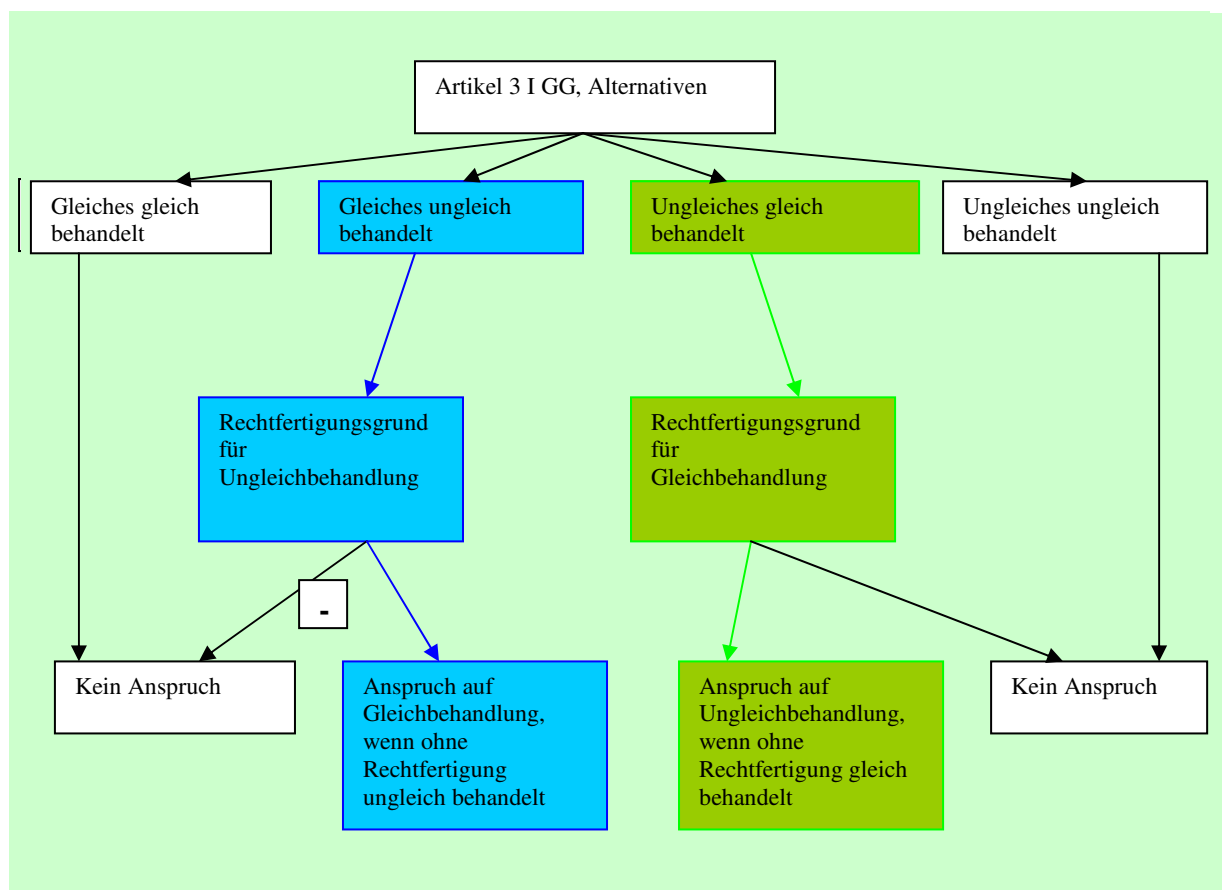 Artikel 3 I GG, Alternativen
Gleiches gleich
behandelt
Gleiches ungleich
behandelt
Ungleiches gleich
behandelt
Ungleiches ungleich
behandelt
Rechtfertigungsgrund
für
Ungleichbehandlung
Rechtfertigungsgrund
für
Gleichbehandlung
-
Kein Anspruch
Anspruch auf
Gleichbehandlung,
wenn ohne
Rechtfertigung
ungleich behandelt
Anspruch auf
Ungleichbehandlung,
wenn ohne
Rechtfertigung gleich
behandelt
Kein Anspruch